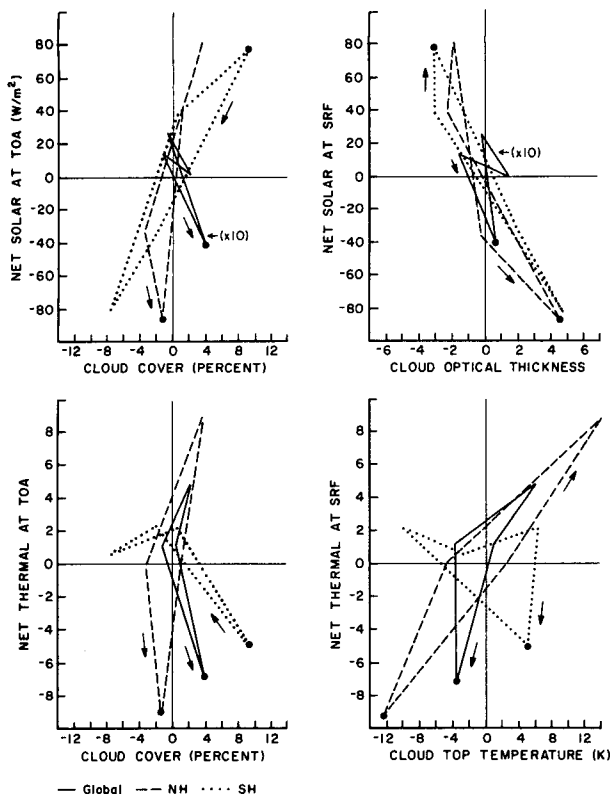 NET SOLAR AT TOA (W/m²)
80
60
40
20
0
-20
-40
-60
-80
(x10)
-12 -8 -4 0 4 8 12
CLOUD COVER (PERCENT)
NET SOLAR AT SRF
80
60
40
20
0
-20
-40
-60
-80
(x10)
-6 -4 -2 0 2 4 6
CLOUD OPTICAL THICKNESS
NET THERMAL AT TOA
8
6
4
2
0
-2
-4
-6
-8
-12 -8 -4 0 4 8 12
CLOUD COVER (PERCENT)
NET THERMAL AT SRF
8
6
4
2
0
-2
-4
-6
-8
-12 -8 -4 0 4 8 12
CLOUD TOP TEMPERATURE (K)
Global NH SH